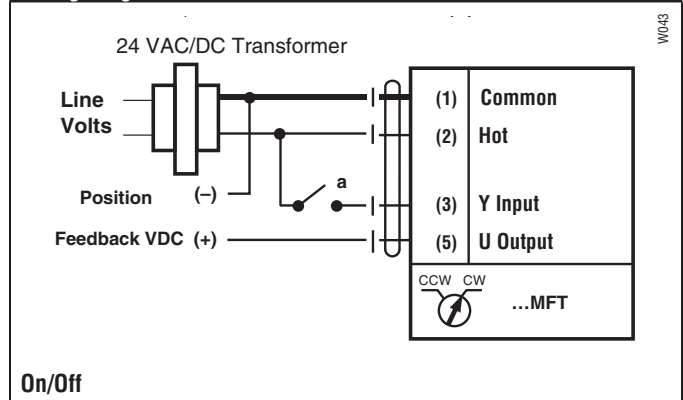 W043
24 VAC/DC Transformer
Line
Volts
(1) Common
(2) Hot
Position (–)
a
(3) Y Input
Feedback VDC (+)
(5) U Output
CCW CW
...MFT
On/Off